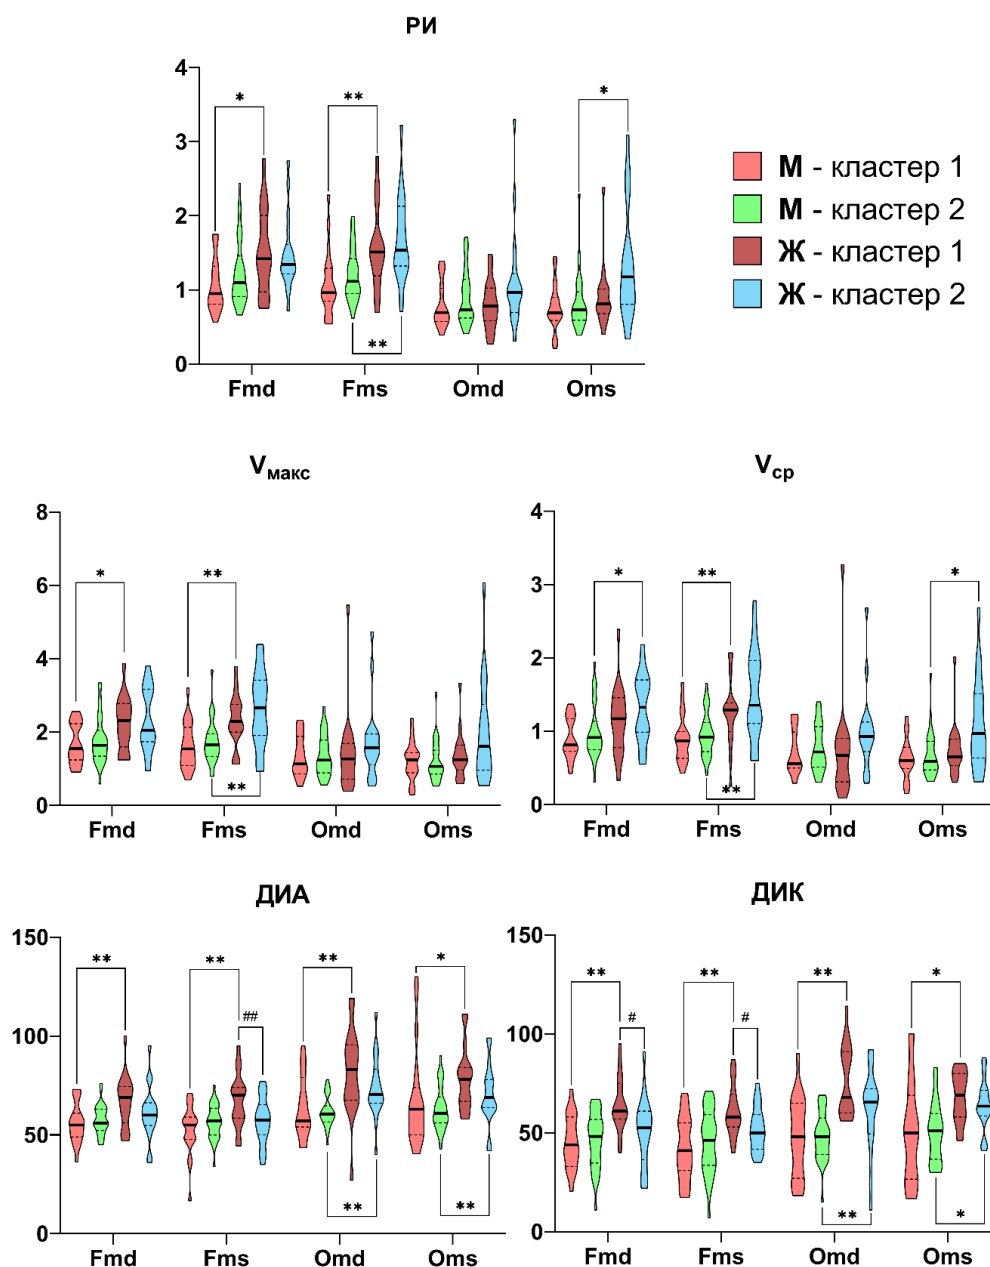 РИ
4
3
2
1
0
*
**
**
*
Fmd
Fms
Omd
Oms
М - кластер 1
М - кластер 2
Ж - кластер 1
Ж - кластер 2
Vмакс
8
6
4
2
0
*
**
**
Fmd
Fms
Omd
Oms
Vср
4
3
2
1
0
*
**
**
*
Fmd
Fms
Omd
Oms
ДИА
150
100
50
0
**
**
##
**
*
**
**
Fmd
Fms
Omd
Oms
ДИК
150
100
50
0
**
#
**
#
**
*
**
*
Fmd
Fms
Omd
Oms